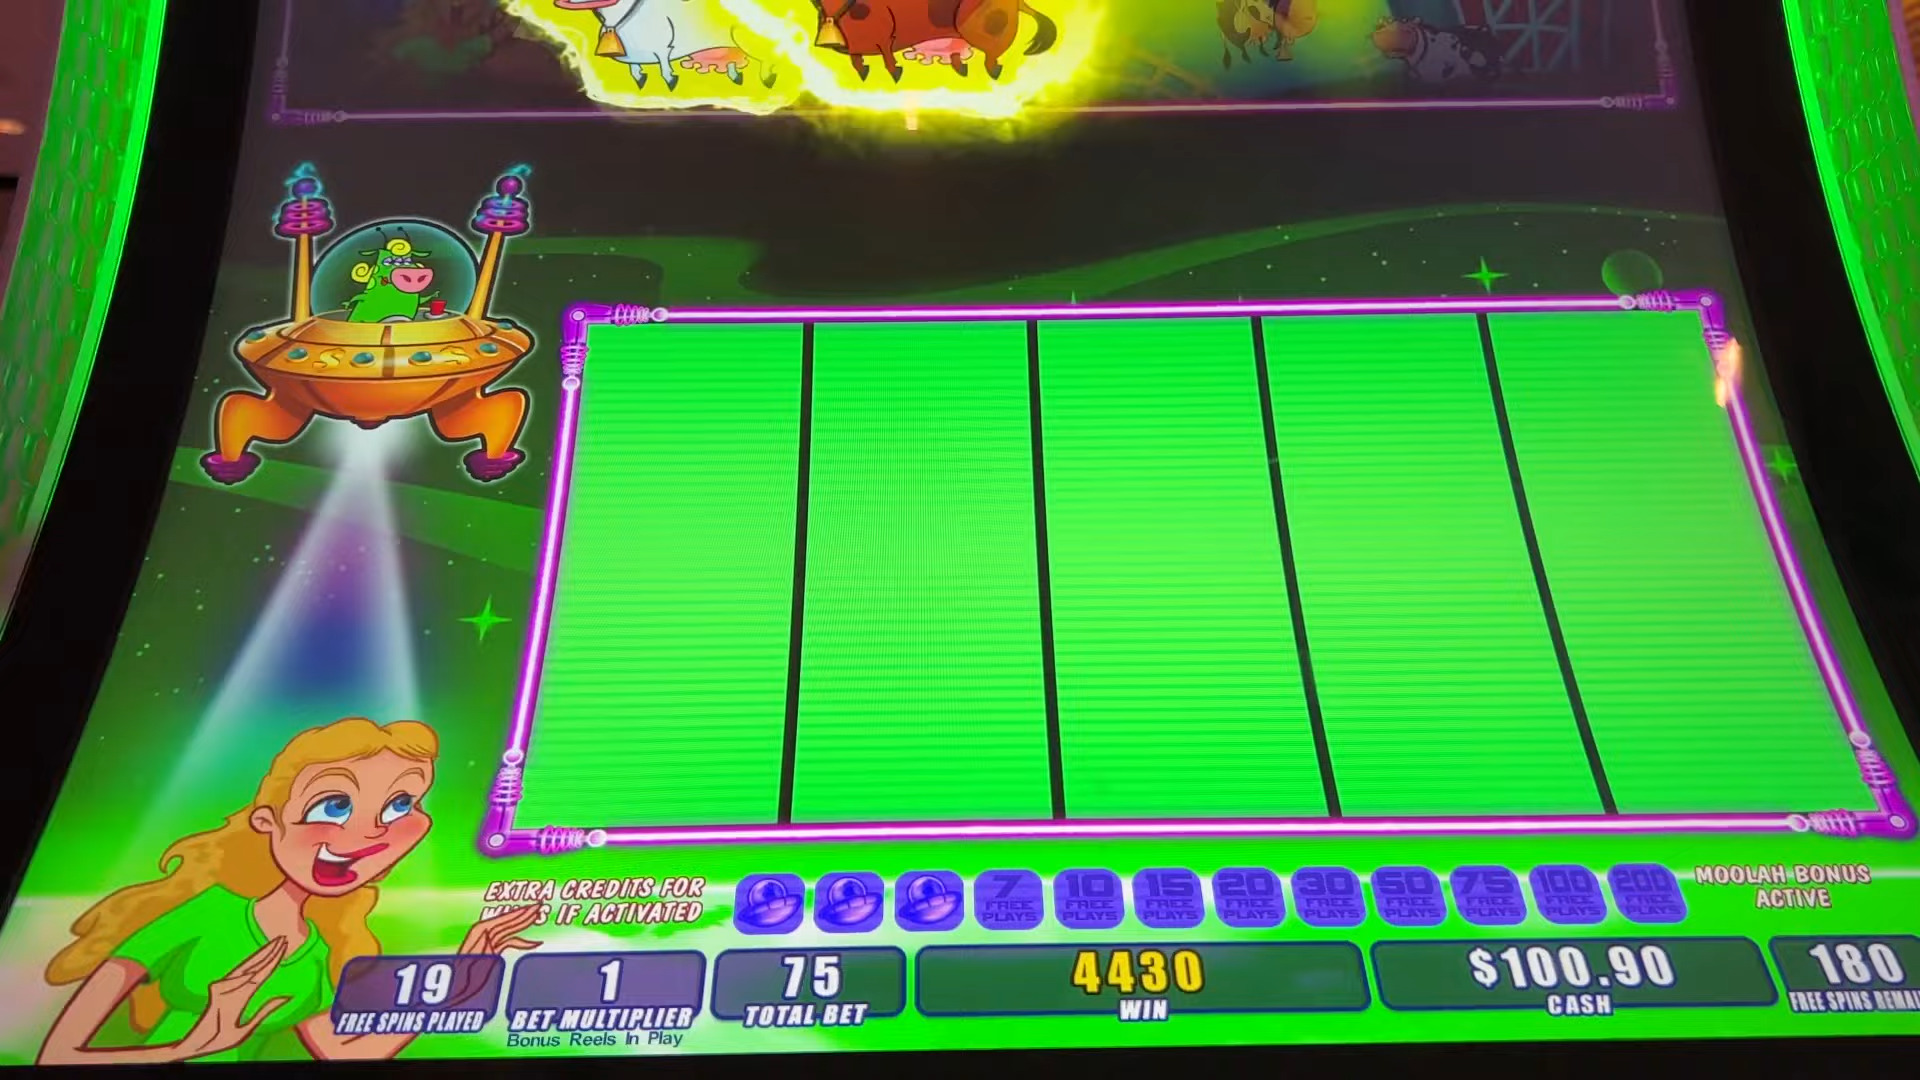 EXTRA CREDITS FOR
IF ACTIVATED
7 FREE PLAYS
10 FREE PLAYS
15 FREE PLAYS
20 FREE PLAYS
30 FREE PLAYS
50 FREE PLAYS
75 FREE PLAYS
100 FREE PLAYS
200 FREE PLAYS
MOOLAH BONUS
ACTIVE
19
FREE SPINS PLAYED
1
BET MULTIPLIER
Bonus Reels In Play
75
TOTAL BET
4430
WIN
$100.90
CASH
180
FREE SPINS REMAI